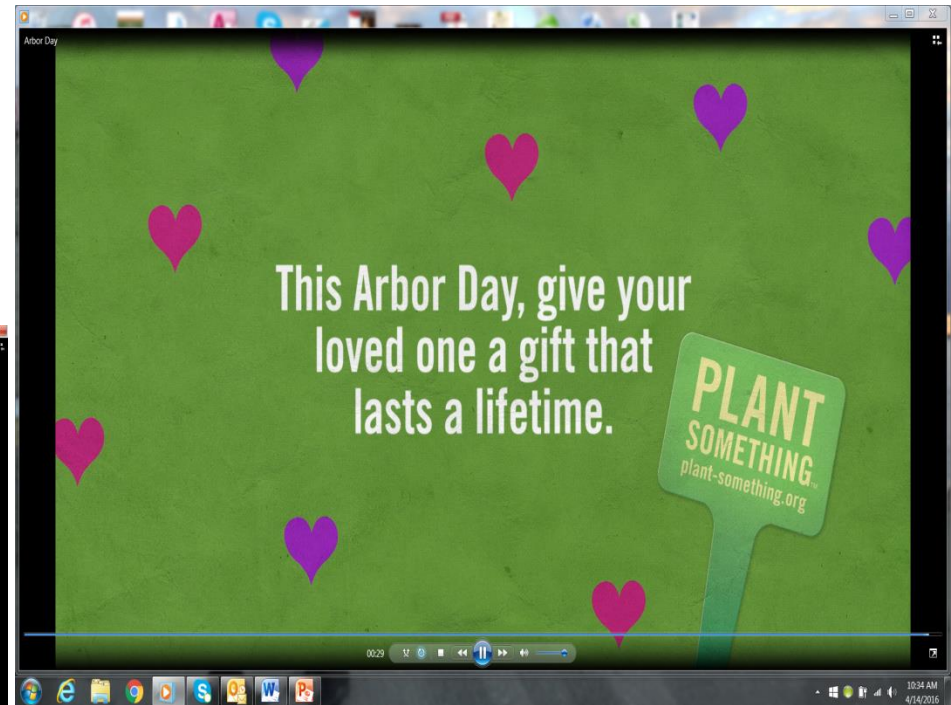 Arbor Day
This Arbor Day, give your
loved one a gift that
lasts a lifetime.
PLANT
SOMETHING™
plant-something.org
00:29
10:34 AM
4/14/2016